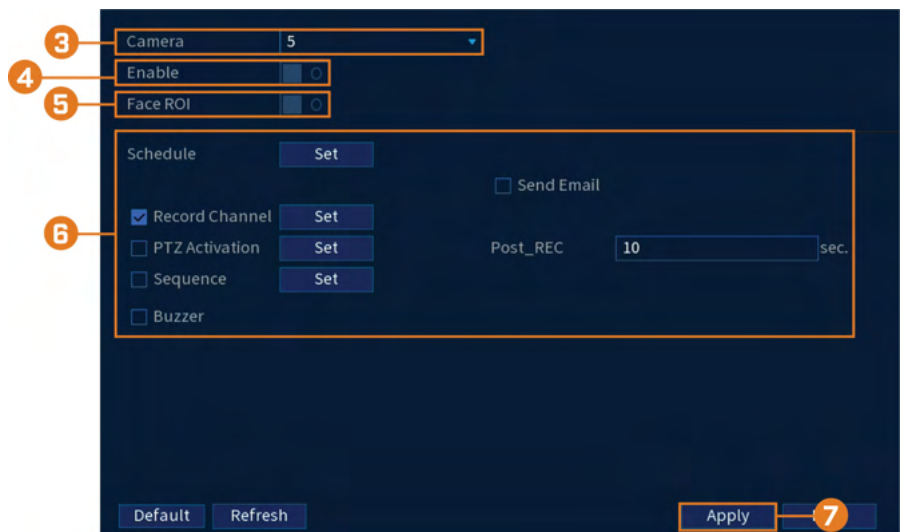 3 Camera 5
4 Enable
5 Face ROI
Schedule Set
Send Email
Record Channel Set
6 PTZ Activation Set Post_REC 10 sec.
Sequence Set
Buzzer
Default Refresh Apply 7